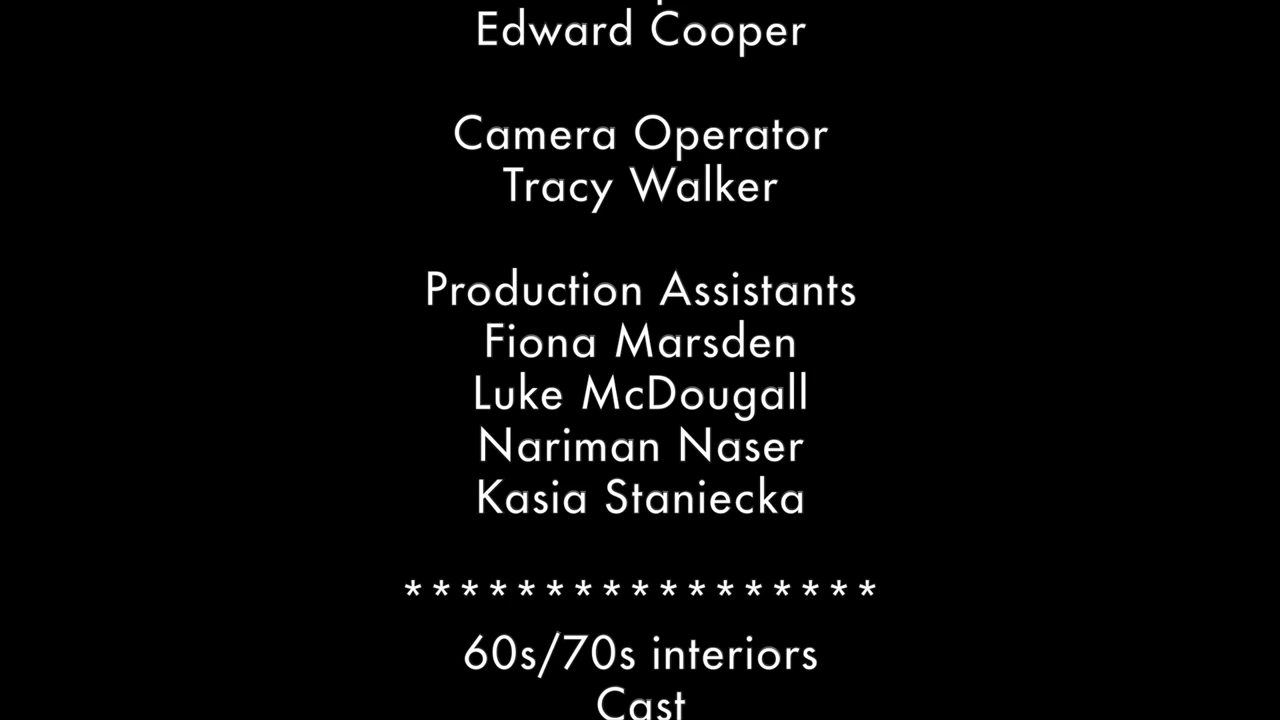 Edward Cooper
Camera Operator
Tracy Walker
Production Assistants
Fiona Marsden
Luke McDougall
Nariman Naser
Kasia Staniecka
*****************
60s/70s interiors
Cast